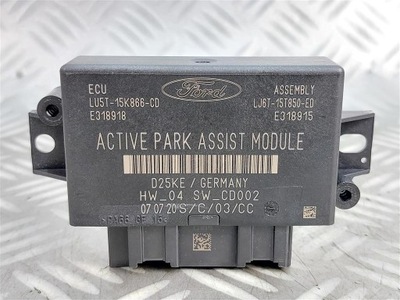 ECU
LU5T-15K866-CD
E318918
Ford
ASSEMBLY
LJ6T-15T850-ED
E318915
ACTIVE PARK ASSIST MODULE
D25KE / GERMANY
HW_04 SW_CD002
07 07 20 S/C/03/CC